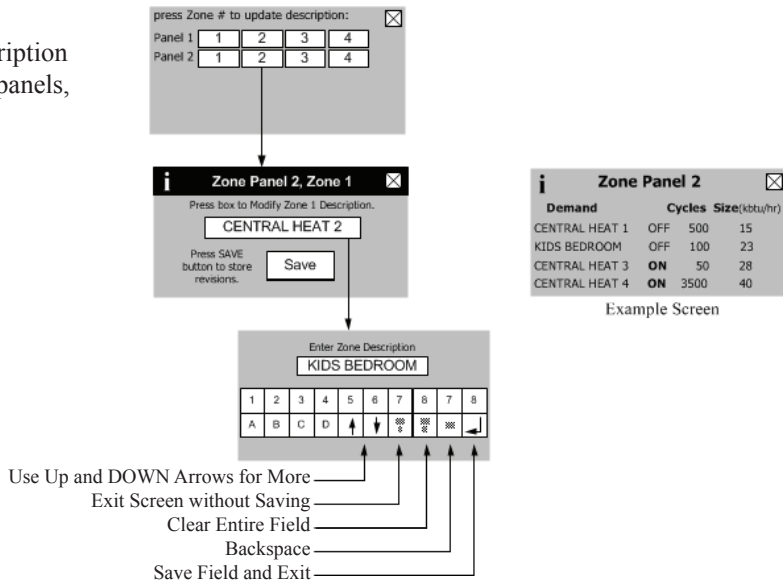 ription
panels,
press Zone # to update description:
Panel 1 1 2 3 4
Panel 2 1 2 3 4
i Zone Panel 2, Zone 1
Press box to Modify Zone 1 Description.
CENTRAL HEAT 2
Press SAVE
button to store
revisions.
Save
Enter Zone Description
KIDS BEDROOM
1 2 3 4 5 6 7 8 7 8
A B C D
Use Up and DOWN Arrows for More
Exit Screen without Saving
Clear Entire Field
Backspace
Save Field and Exit
i Zone Panel 2
Demand Cycles Size(kbtu/hr)
CENTRAL HEAT 1 OFF 500 15
KIDS BEDROOM OFF 100 23
CENTRAL HEAT 3 ON 50 28
CENTRAL HEAT 4 ON 3500 40
Example Screen